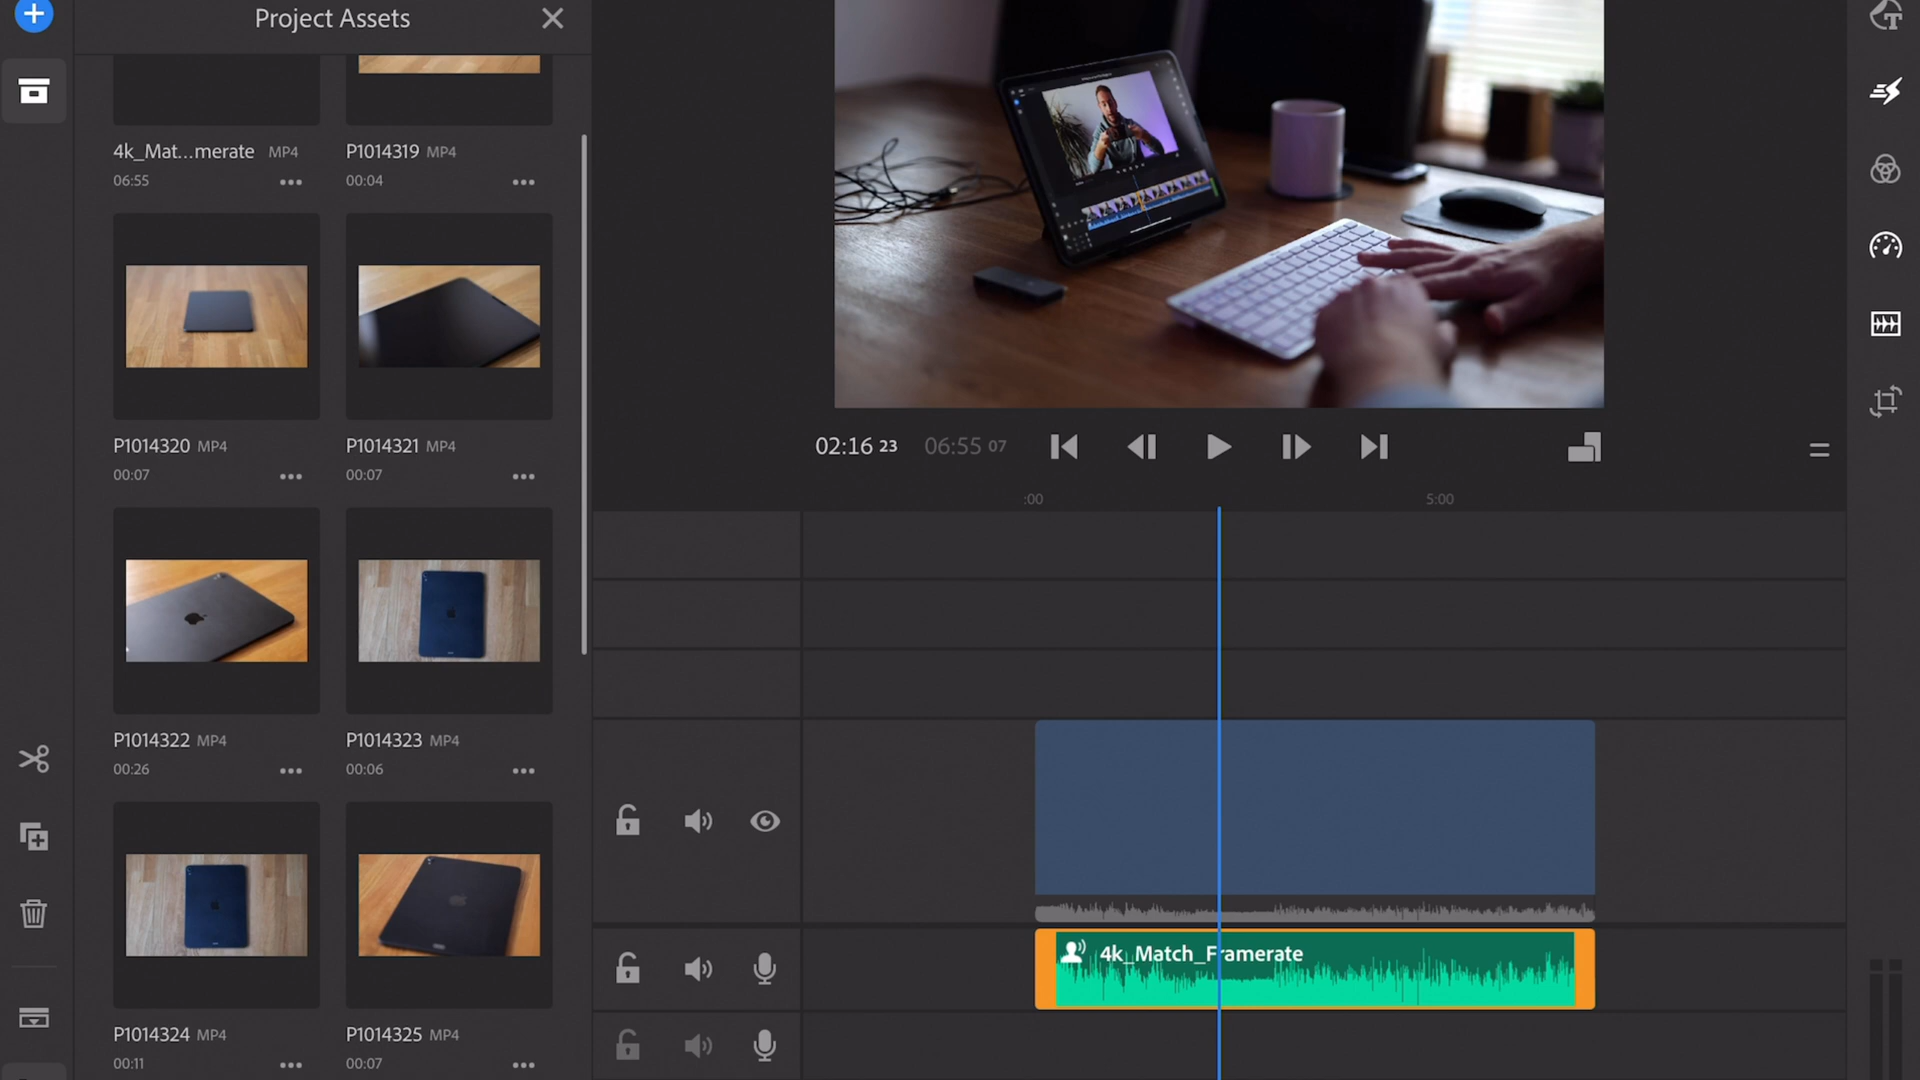 Project Assets
4k_Mat...merate MP4
06:55
P1014319 MP4
00:04
P1014320 MP4
00:07
P1014321 MP4
00:07
P1014322 MP4
00:26
P1014323 MP4
00:06
P1014324 MP4
00:11
P1014325 MP4
00:07
02:16 23 06:55 07
:00 5:00
4k_Match_Framerate